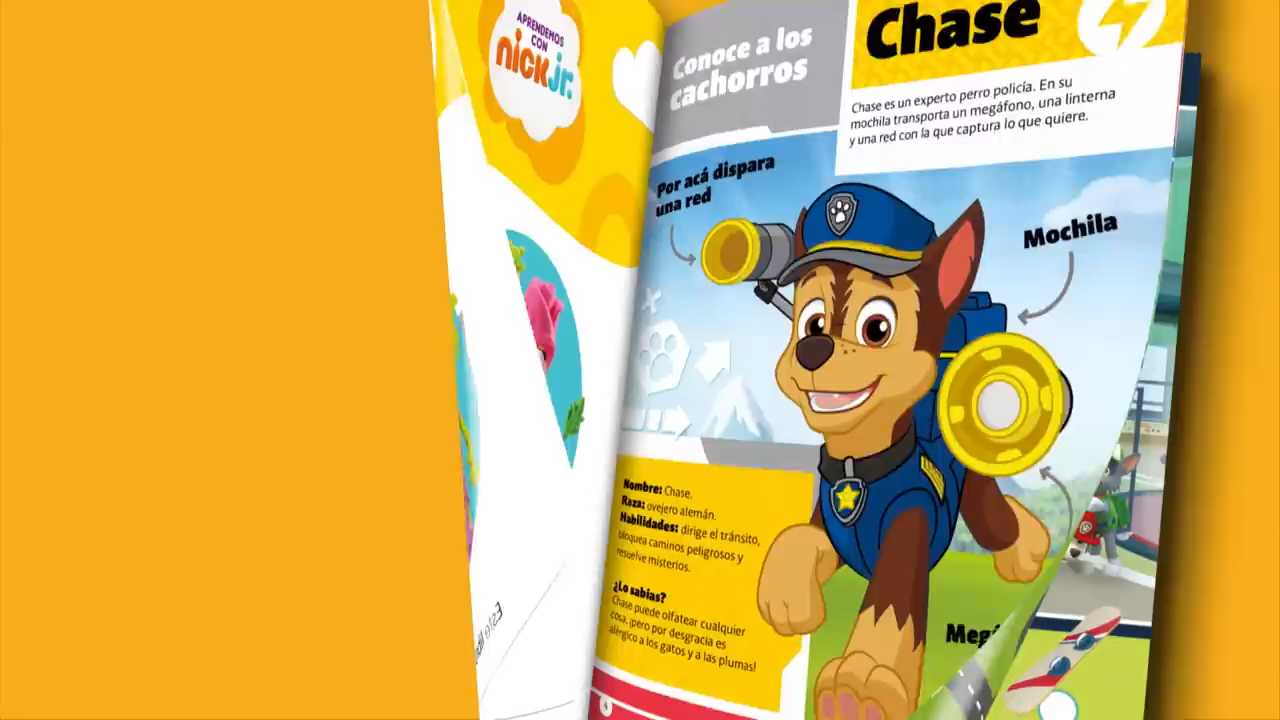 APRENDEMOS
CON
nick jr.
Conoce a los
cachorros
Chase
Chase es un experto perro policía. En su
mochila transporta un megáfono, una linterna
y una red con la que captura lo que quiere.
Por acá dispara
una red
Mochila
Nombre: Chase.
Raza: ovejero alemán.
Habilidades: dirige el tránsito,
bloquea caminos peligrosos y
resuelve misterios.
¿Lo sabías?
Chase puede olfatear cualquier
cosa, ¡pero por desgracia es
alérgico a los gatos y a las plumas!